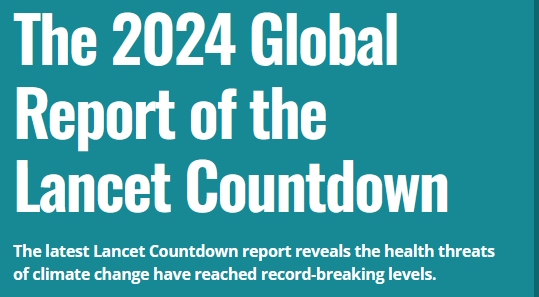 The 2024 Global
Report of the
Lancet Countdown
The latest Lancet Countdown report reveals the health threats
of climate change have reached record-breaking levels.